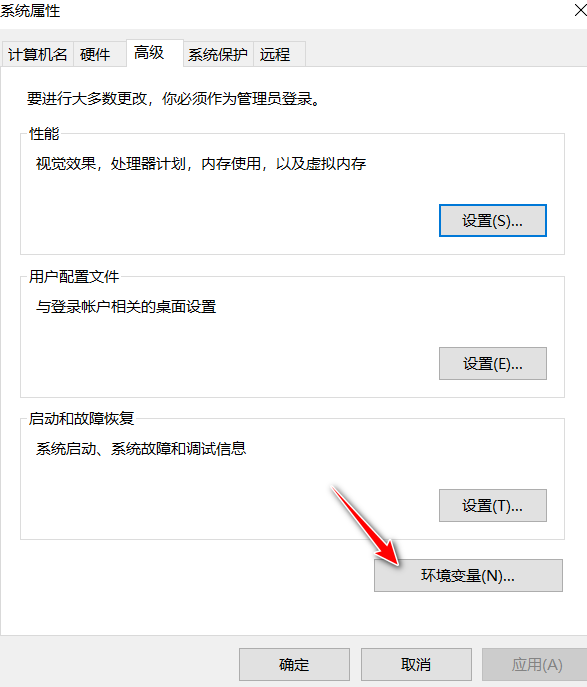 系统属性
计算机名 硬件 高级 系统保护 远程
要进行大多数更改，你必须作为管理员登录。
性能
视觉效果，处理器计划，内存使用，以及虚拟内存
设置(S)...
用户配置文件
与登录帐户相关的桌面设置
设置(E)...
启动和故障恢复
系统启动、系统故障和调试信息
设置(T)...
环境变量(N)...
确定 取消 应用(A)